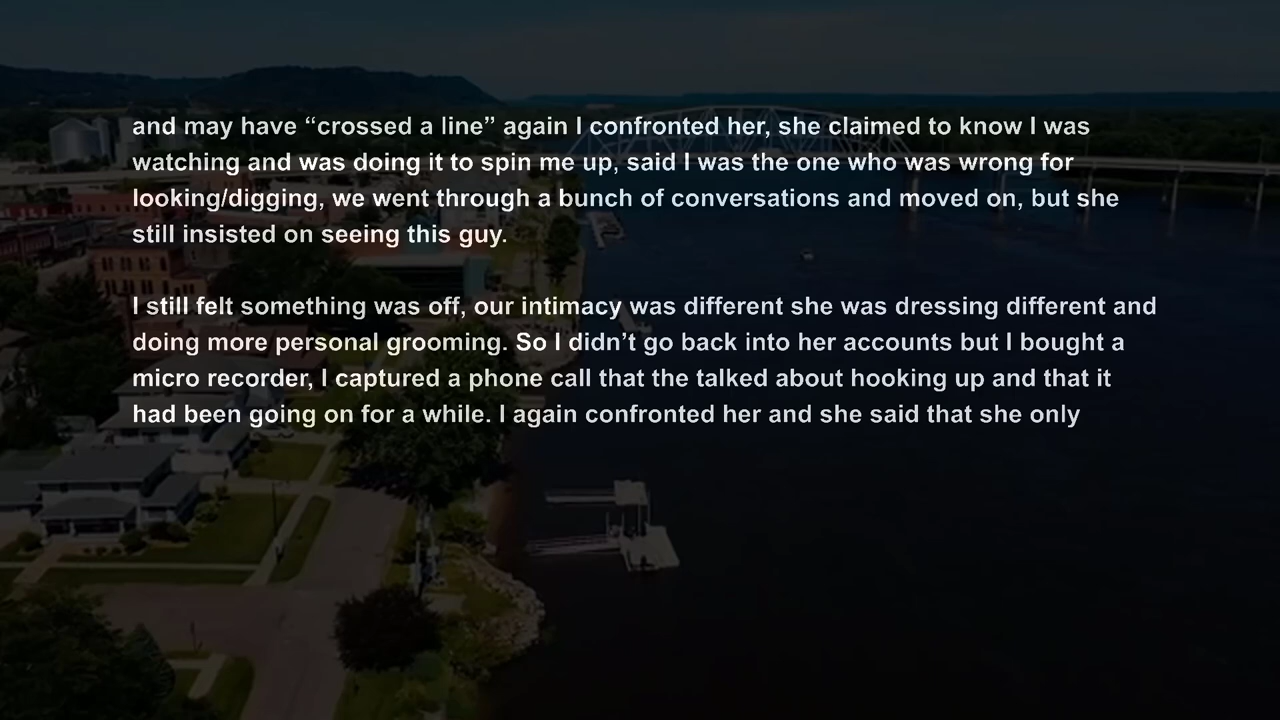 and may have “crossed a line” again I confronted her, she claimed to know I was
watching and was doing it to spin me up, said I was the one who was wrong for
looking/digging, we went through a bunch of conversations and moved on, but she
still insisted on seeing this guy.
I still felt something was off, our intimacy was different she was dressing different and
doing more personal grooming. So I didn’t go back into her accounts but I bought a
micro recorder, I captured a phone call that the talked about hooking up and that it
had been going on for a while. I again confronted her and she said that she only